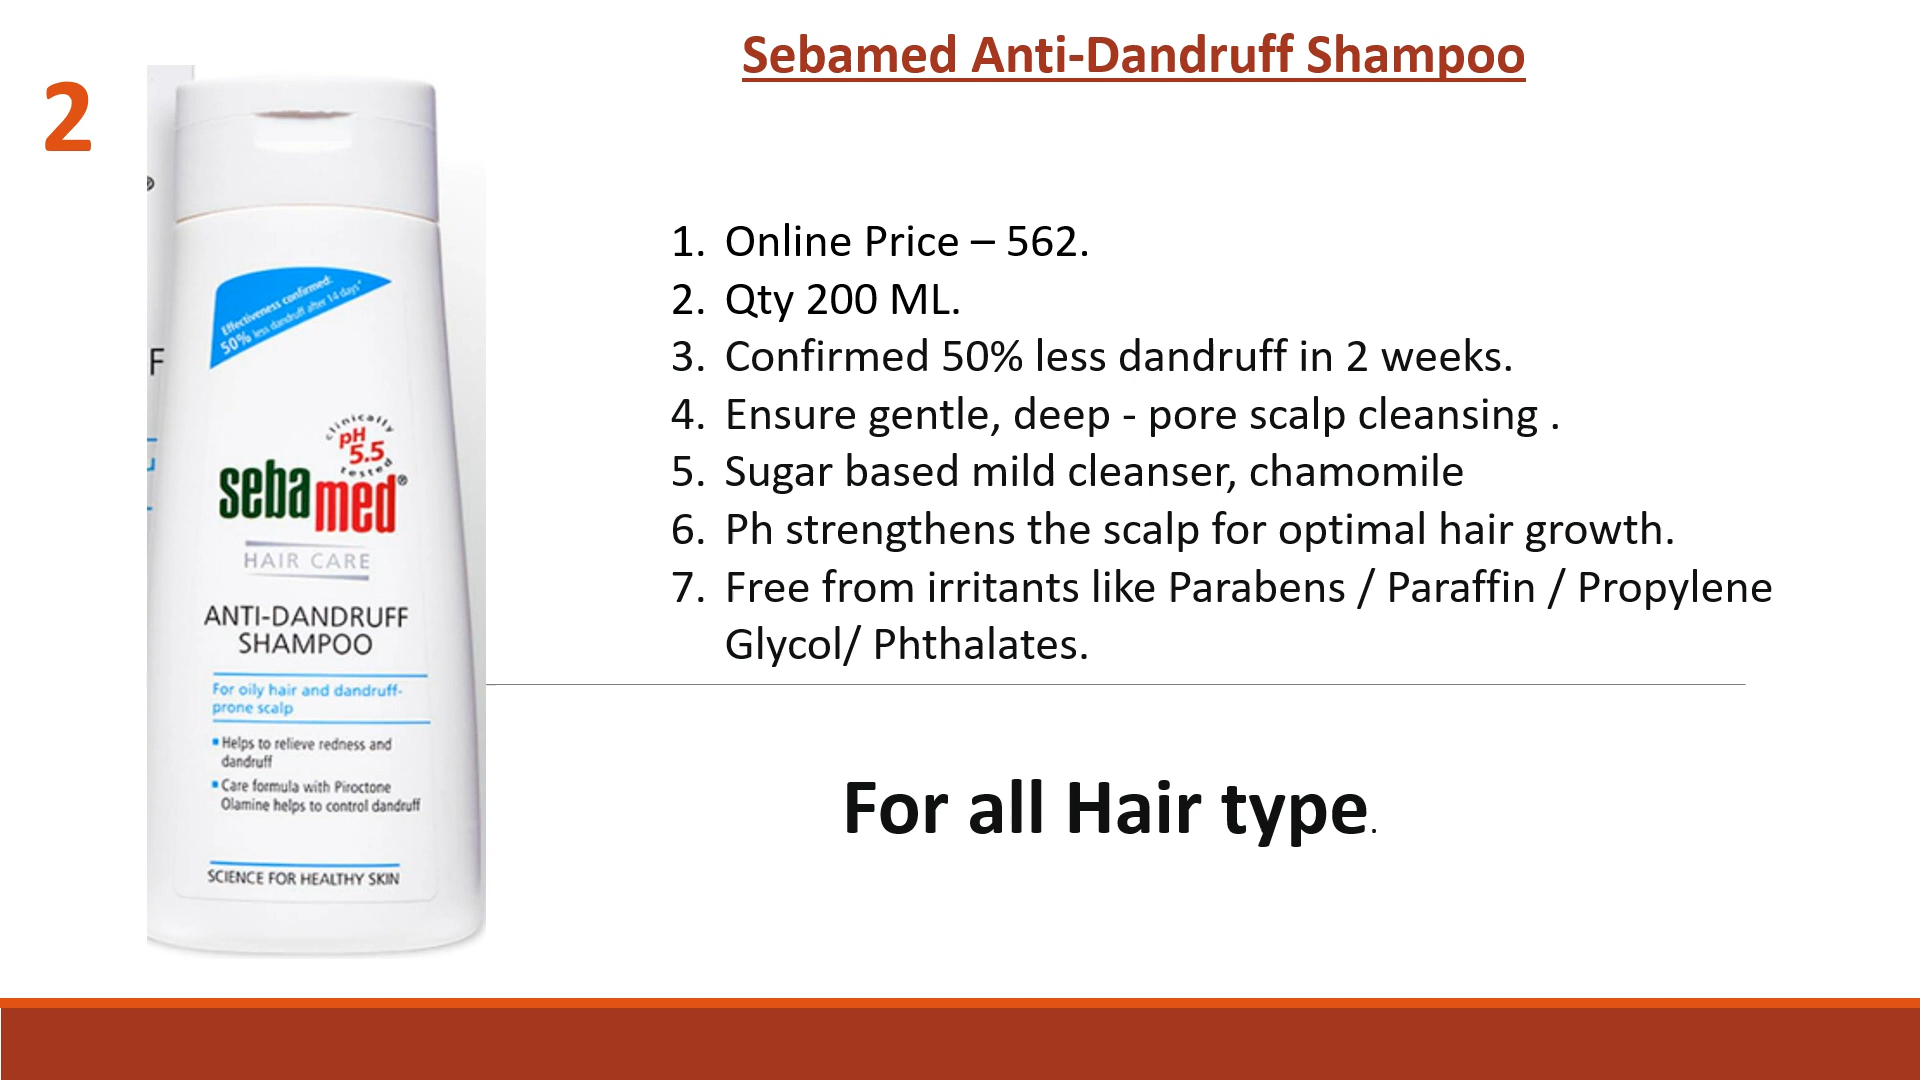 Sebamed Anti-Dandruff Shampoo
2
1. Online Price – 562.
2. Qty 200 ML.
3. Confirmed 50% less dandruff in 2 weeks.
4. Ensure gentle, deep - pore scalp cleansing .
5. Sugar based mild cleanser, chamomile
6. Ph strengthens the scalp for optimal hair growth.
7. Free from irritants like Parabens / Paraffin / Propylene
Glycol/ Phthalates.
For all Hair type.
®
F
Effectiveness confirmed:
50% less dandruff after 14 days*
clinically
pH
5.5
tested
sebamed®
HAIR CARE
ANTI-DANDRUFF
SHAMPOO
For oily hair and dandruff-
prone scalp
▪ Helps to relieve redness and
dandruff
▪ Care formula with Piroctone
Olamine helps to control dandruff
SCIENCE FOR HEALTHY SKIN